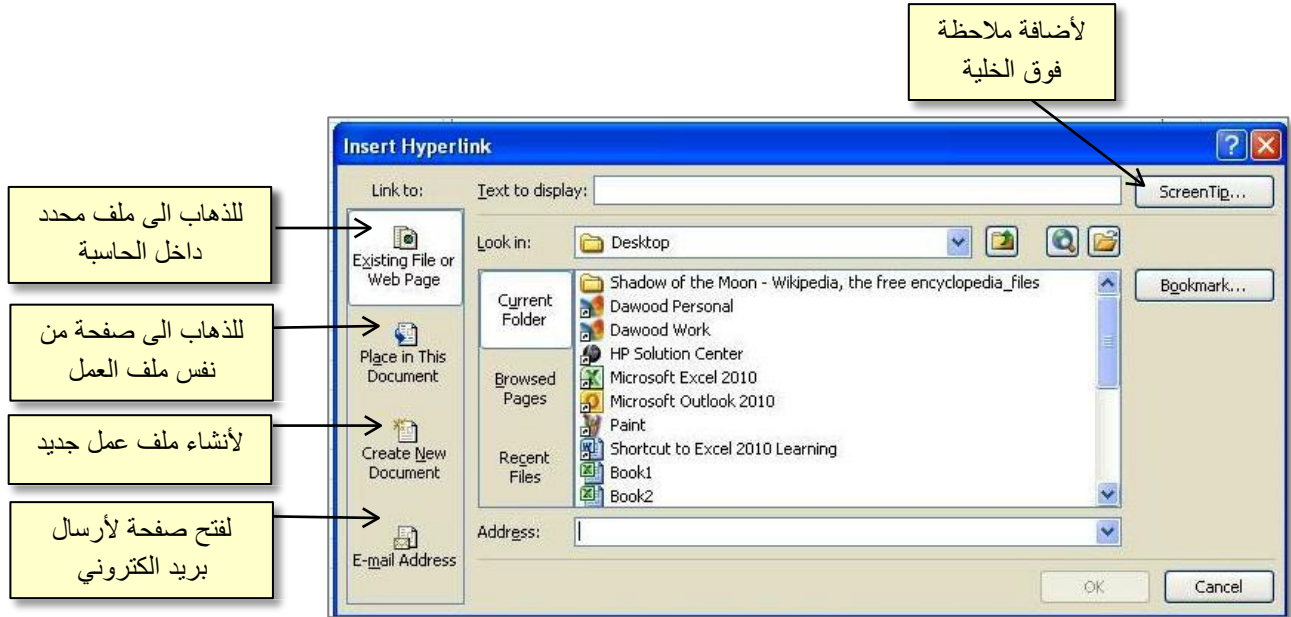 لأضافة ملاحظة
فوق الخلية
Insert Hyperlink
Link to:
Text to display:
ScreenTip...
للذهاب الى ملف محدد
داخل الحاسبة
Existing File or
Web Page
Look in:
Desktop
Bookmark...
Current
Folder
Browsed
Pages
Recent
Files
Shadow of the Moon - Wikipedia, the free encyclopedia_files
Dawood Personal
Dawood Work
HP Solution Center
Microsoft Excel 2010
Microsoft Outlook 2010
Paint
Shortcut to Excel 2010 Learning
Book1
Book2
للذهاب الى صفحة من
نفس ملف العمل
Place in This
Document
لأنشاء ملف عمل جديد
Create New
Document
لفتح صفحة لأرسال
بريد الكتروني
E-mail Address
Address:
OK
Cancel